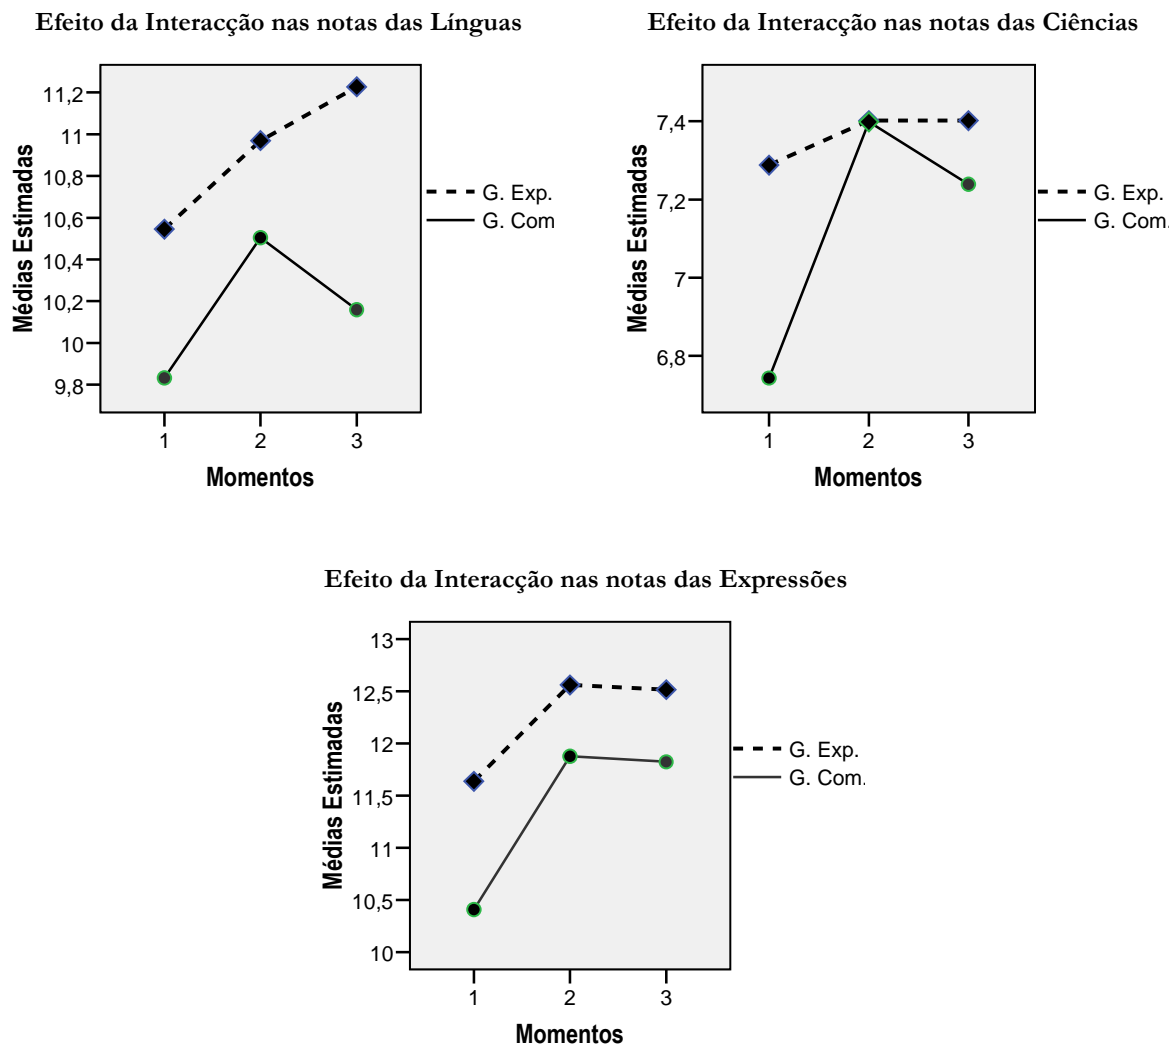 Efeito da Interacção nas notas das Línguas
Médias Estimadas
11,2
11
10,8
10,6
10,4
10,2
10
9,8
1 2 3
Momentos
G. Exp.
G. Com
Efeito da Interacção nas notas das Ciências
Médias Estimadas
7,4
7,2
7
6,8
1 2 3
Momentos
G. Exp.
G. Com.
Efeito da Interacção nas notas das Expressões
Médias Estimadas
13
12,5
12
11,5
11
10,5
10
1 2 3
Momentos
G. Exp.
G. Com.